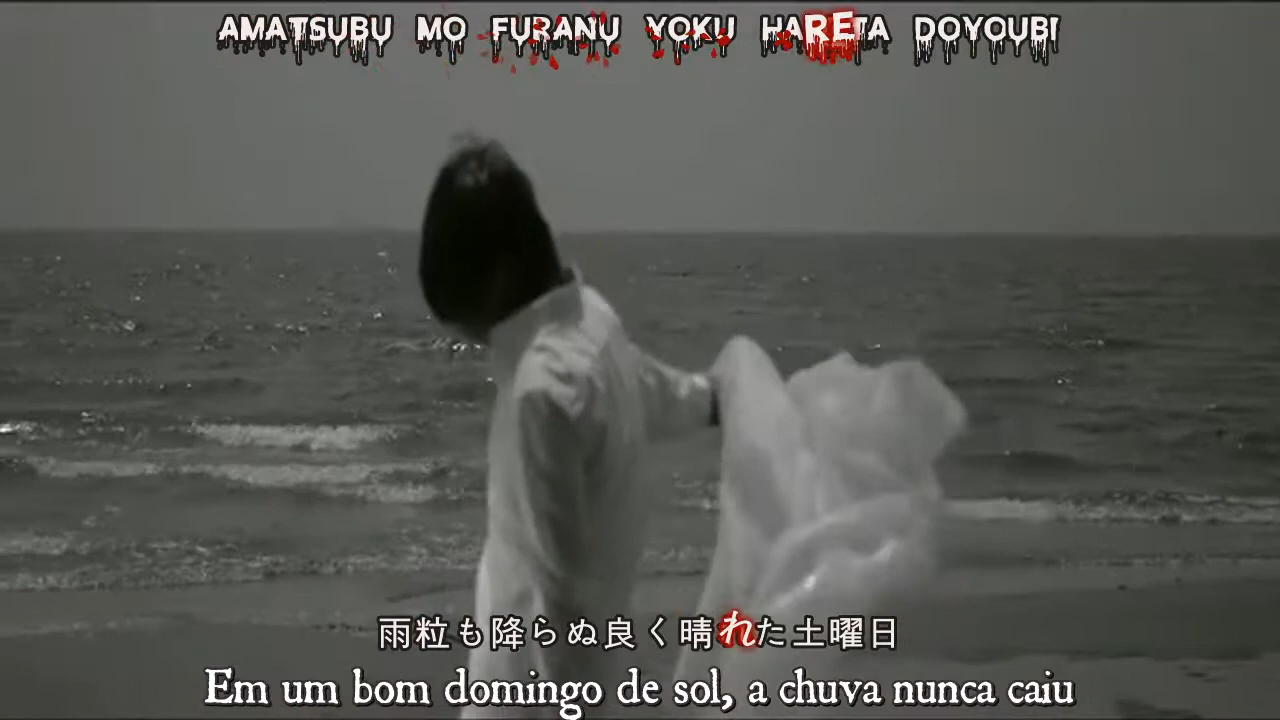 AMATSUBU MO FURANU YOKU HARETA DOYOUBI
雨粒も降らぬ良く晴れた土曜日
Em um bom domingo de sol, a chuva nunca caiu